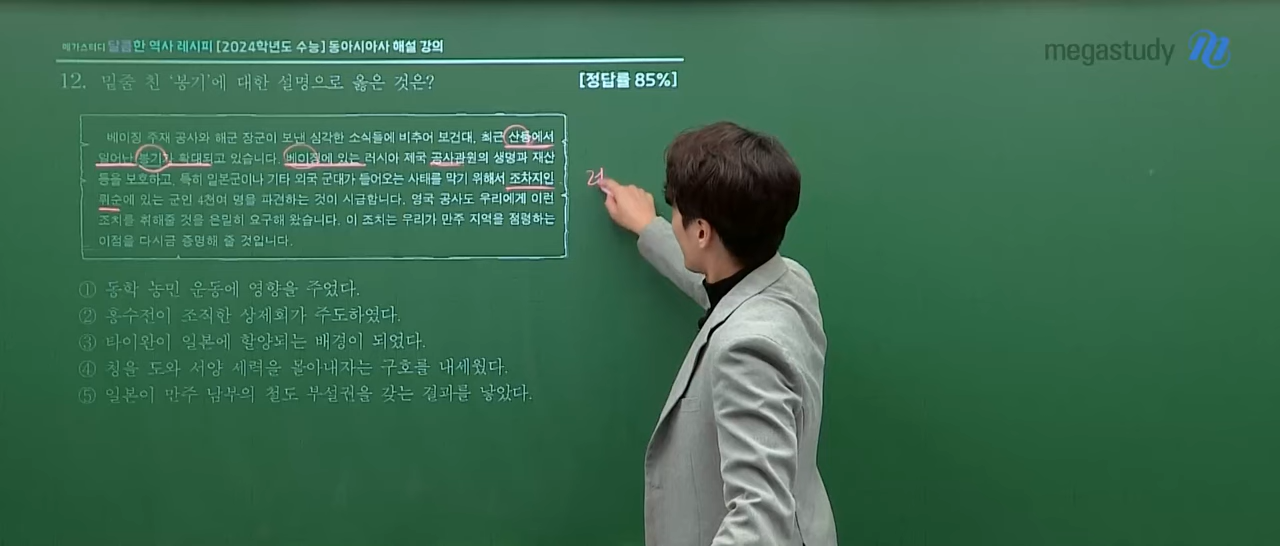 메가스터디 달콤한 역사 레시피 [2024학년도 수능] 동아시아사 해설 강의
megastudy
12. 밑줄 친 '봉기'에 대한 설명으로 옳은 것은?
[정답률 85%]
베이징 주재 공사와 해군 장군이 보낸 심각한 소식들에 비추어 보건대, 최근 산둥에서
일어난 봉기가 확대되고 있습니다. 베이징에 있는 러시아 제국 공사관원의 생명과 재산
등을 보호하고, 특히 일본군이나 기타 외국 군대가 들어오는 사태를 막기 위해서 조차지인
뤼순에 있는 군인 4천여 명을 파견하는 것이 시급합니다. 영국 공사도 우리에게 이런
조치를 취해줄 것을 은밀히 요구해 왔습니다. 이 조치는 우리가 만주 지역을 점령하는
이점을 다시금 증명해 줄 것입니다.
러
① 동학 농민 운동에 영향을 주었다.
② 홍수전이 조직한 상제회가 주도하였다.
③ 타이완이 일본에 할양되는 배경이 되었다.
④ 청을 도와 서양 세력을 몰아내자는 구호를 내세웠다.
⑤ 일본이 만주 남부의 철도 부설권을 갖는 결과를 낳았다.